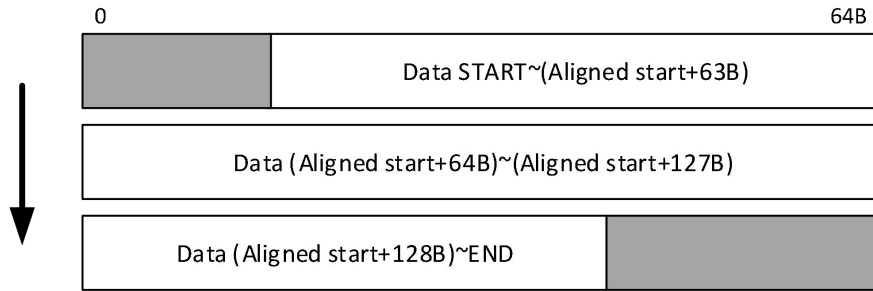 0 64B
Data START~(Aligned start+63B)
Data (Aligned start+64B)~(Aligned start+127B)
Data (Aligned start+128B)~END